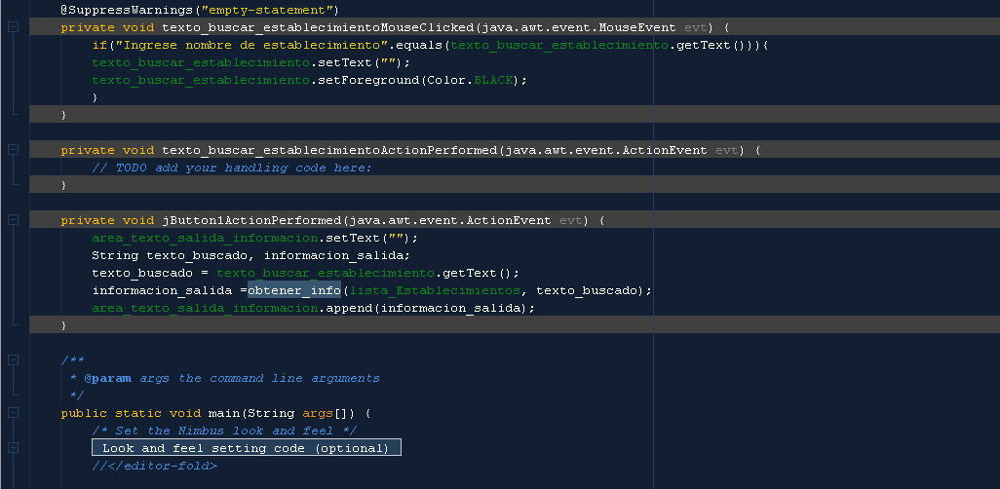 @SuppressWarnings("empty-statement")
private void texto_buscar_establecimientoMouseClicked(java.awt.event.MouseEvent evt) {
if("Ingrese nombre de establecimiento".equals(texto_buscar_establecimiento.getText())){
texto_buscar_establecimiento.setText("");
texto_buscar_establecimiento.setForeground(Color.BLACK);
}
}
private void texto_buscar_establecimientoActionPerformed(java.awt.event.ActionEvent evt) {
// TODO add your handling code here:
}
private void jButton1ActionPerformed(java.awt.event.ActionEvent evt) {
area_texto_salida_informacion.setText("");
String texto_buscado, informacion_salida;
texto_buscado = texto_buscar_establecimiento.getText();
informacion_salida =obtener_info(lista_Establecimientos, texto_buscado);
area_texto_salida_informacion.append(informacion_salida);
}
/**
* @param args the command line arguments
*/
public static void main(String args[]) {
/* Set the Nimbus look and feel */
Look and feel setting code (optional)
//</editor-fold>